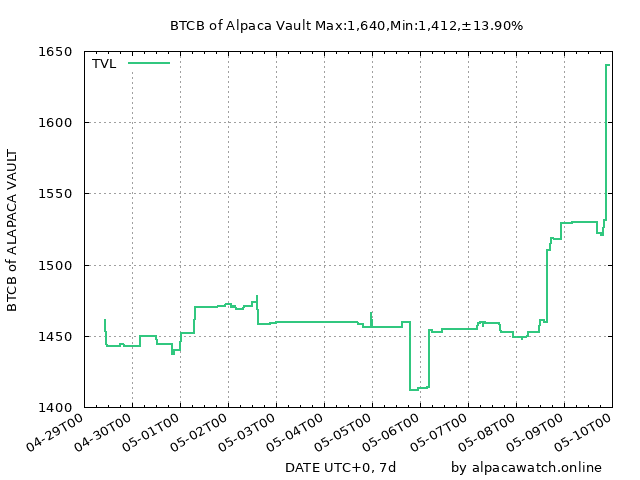 BTCB of Alpaca Vault Max:1,640,Min:1,412,±13.90%
TVL
BTCB of ALAPACA VAULT
1650
1600
1550
1500
1450
1400
04-29T00
04-30T00
05-01T00
05-02T00
05-03T00
05-04T00
05-05T00
05-06T00
05-07T00
05-08T00
05-09T00
05-10T00
DATE UTC+0, 7d
by alpacawatch.online